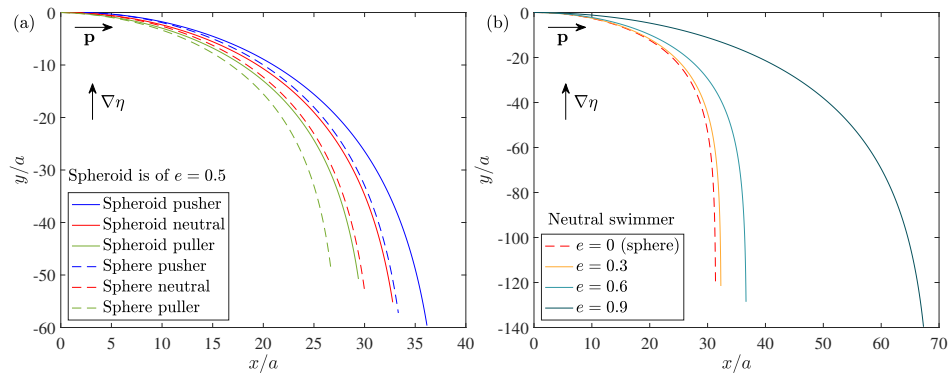 (a)
0
-10
-20
-30
-40
-50
-60
y/a
p
∇η
Spheroid is of e = 0.5
Spheroid pusher
Spheroid neutral
Spheroid puller
Sphere pusher
Sphere neutral
Sphere puller
0 5 10 15 20 25 30 35 40
x/a
(b)
0
-20
-40
-60
-80
-100
-120
-140
y/a
p
∇η
Neutral swimmer
e = 0 (sphere)
e = 0.3
e = 0.6
e = 0.9
0 10 20 30 40 50 60 70
x/a